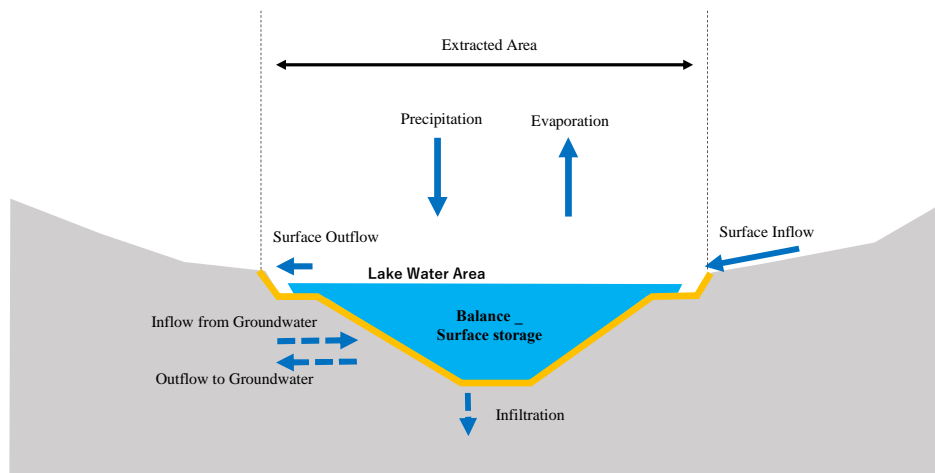 Extracted Area
Precipitation
Evaporation
Surface Inflow
Surface Outflow
Lake Water Area
Balance _
Surface storage
Inflow from Groundwater
Outflow to Groundwater
Infiltration